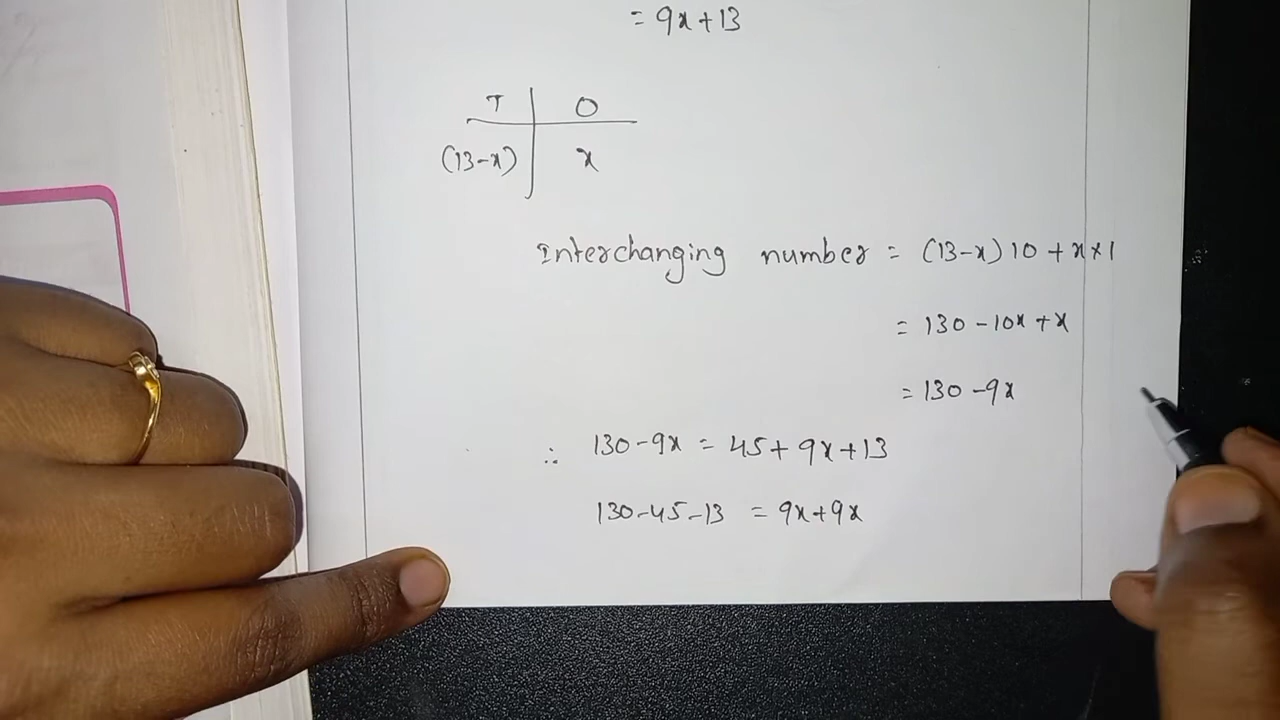 = 9x+13
T O
(13-x) x
Interchanging number = (13-x)10 + x×1
= 130-10x+x
= 130-9x
∴ 130-9x = 45+9x+13
130-45-13 = 9x+9x